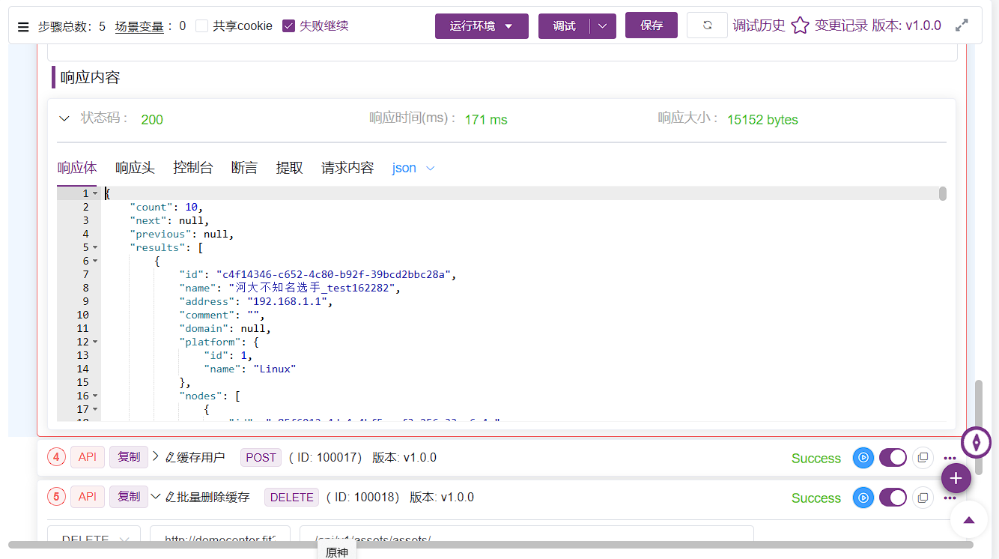 步骤总数：5 场景变量：0 共享cookie 失败继续 运行环境 调试 保存 调试历史 变更记录 版本: v1.0.0
响应内容
状态码： 200 响应时间(ms)： 171 ms 响应大小： 15152 bytes
响应体 响应头 控制台 断言 提取 请求内容 json
1 {
2 "count": 10,
3 "next": null,
4 "previous": null,
5 "results": [
6 {
7 "id": "c4f14346-c652-4c80-b92f-39bcd2bbc28a",
8 "name": "河大不知名选手_test162282",
9 "address": "192.168.1.1",
10 "comment": "",
11 "domain": null,
12 "platform": {
13 "id": 1,
14 "name": "Linux"
15 },
16 "nodes": [
17 {
4 API 复制 缓存用户 POST ( ID: 100017) 版本: v1.0.0 Success
5 API 复制 批量删除缓存 DELETE ( ID: 100018) 版本: v1.0.0 Success
DELETE /api/v1/assets/assets/
原神